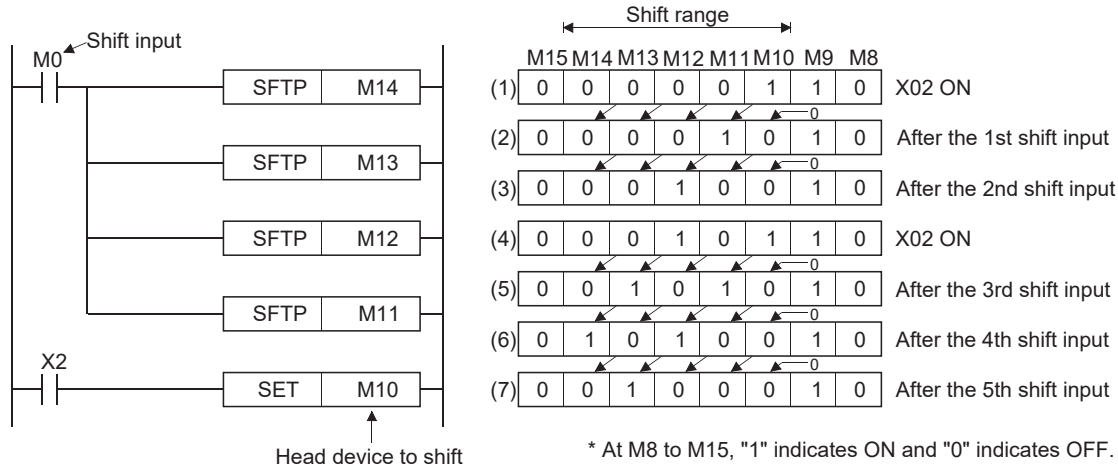 Shift input
M0
SFTP M14
SFTP M13
SFTP M12
SFTP M11
X2
SET M10
Head device to shift
Shift range
M15 M14 M13 M12 M11 M10 M9 M8
(1) 0 0 0 0 0 1 1 0 X02 ON
0
(2) 0 0 0 0 1 0 1 0 After the 1st shift input
0
(3) 0 0 0 1 0 0 1 0 After the 2nd shift input
(4) 0 0 0 1 0 1 1 0 X02 ON
0
(5) 0 0 1 0 1 0 1 0 After the 3rd shift input
0
(6) 0 1 0 1 0 0 1 0 After the 4th shift input
0
(7) 0 0 1 0 0 0 1 0 After the 5th shift input
* At M8 to M15, "1" indicates ON and "0" indicates OFF.